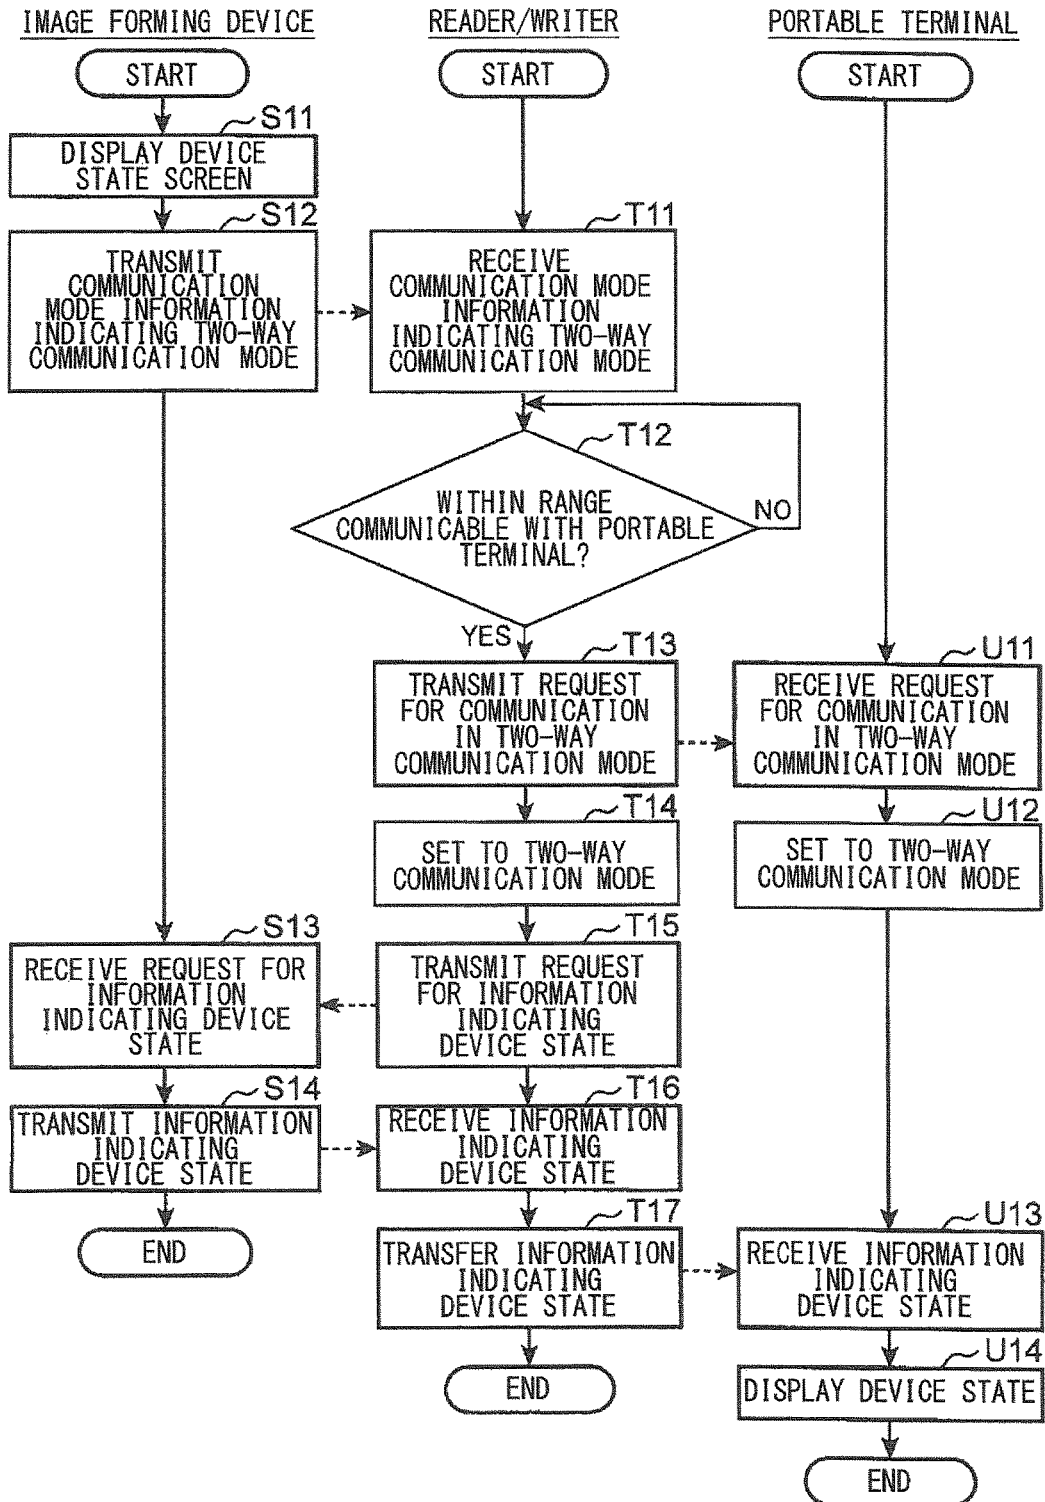 IMAGE FORMING DEVICE
START
S11
DISPLAY DEVICE
STATE SCREEN
S12
TRANSMIT
COMMUNICATION
MODE INFORMATION
INDICATING TWO-WAY
COMMUNICATION MODE
S13
RECEIVE REQUEST FOR
INFORMATION
INDICATING DEVICE
STATE
S14
TRANSMIT INFORMATION
INDICATING
DEVICE STATE
END
READER/WRITER
START
T11
RECEIVE
COMMUNICATION MODE
INFORMATION
INDICATING TWO-WAY
COMMUNICATION MODE
T12
WITHIN RANGE
COMMUNICABLE WITH PORTABLE
TERMINAL?
NO
YES
T13
TRANSMIT REQUEST
FOR COMMUNICATION
IN TWO-WAY
COMMUNICATION MODE
T14
SET TO TWO-WAY
COMMUNICATION MODE
T15
TRANSMIT REQUEST
FOR INFORMATION
INDICATING
DEVICE STATE
T16
RECEIVE INFORMATION
INDICATING
DEVICE STATE
T17
TRANSFER INFORMATION
INDICATING
DEVICE STATE
END
PORTABLE TERMINAL
START
U11
RECEIVE REQUEST
FOR COMMUNICATION
IN TWO-WAY
COMMUNICATION MODE
U12
SET TO TWO-WAY
COMMUNICATION MODE
U13
RECEIVE INFORMATION
INDICATING
DEVICE STATE
U14
DISPLAY DEVICE STATE
END